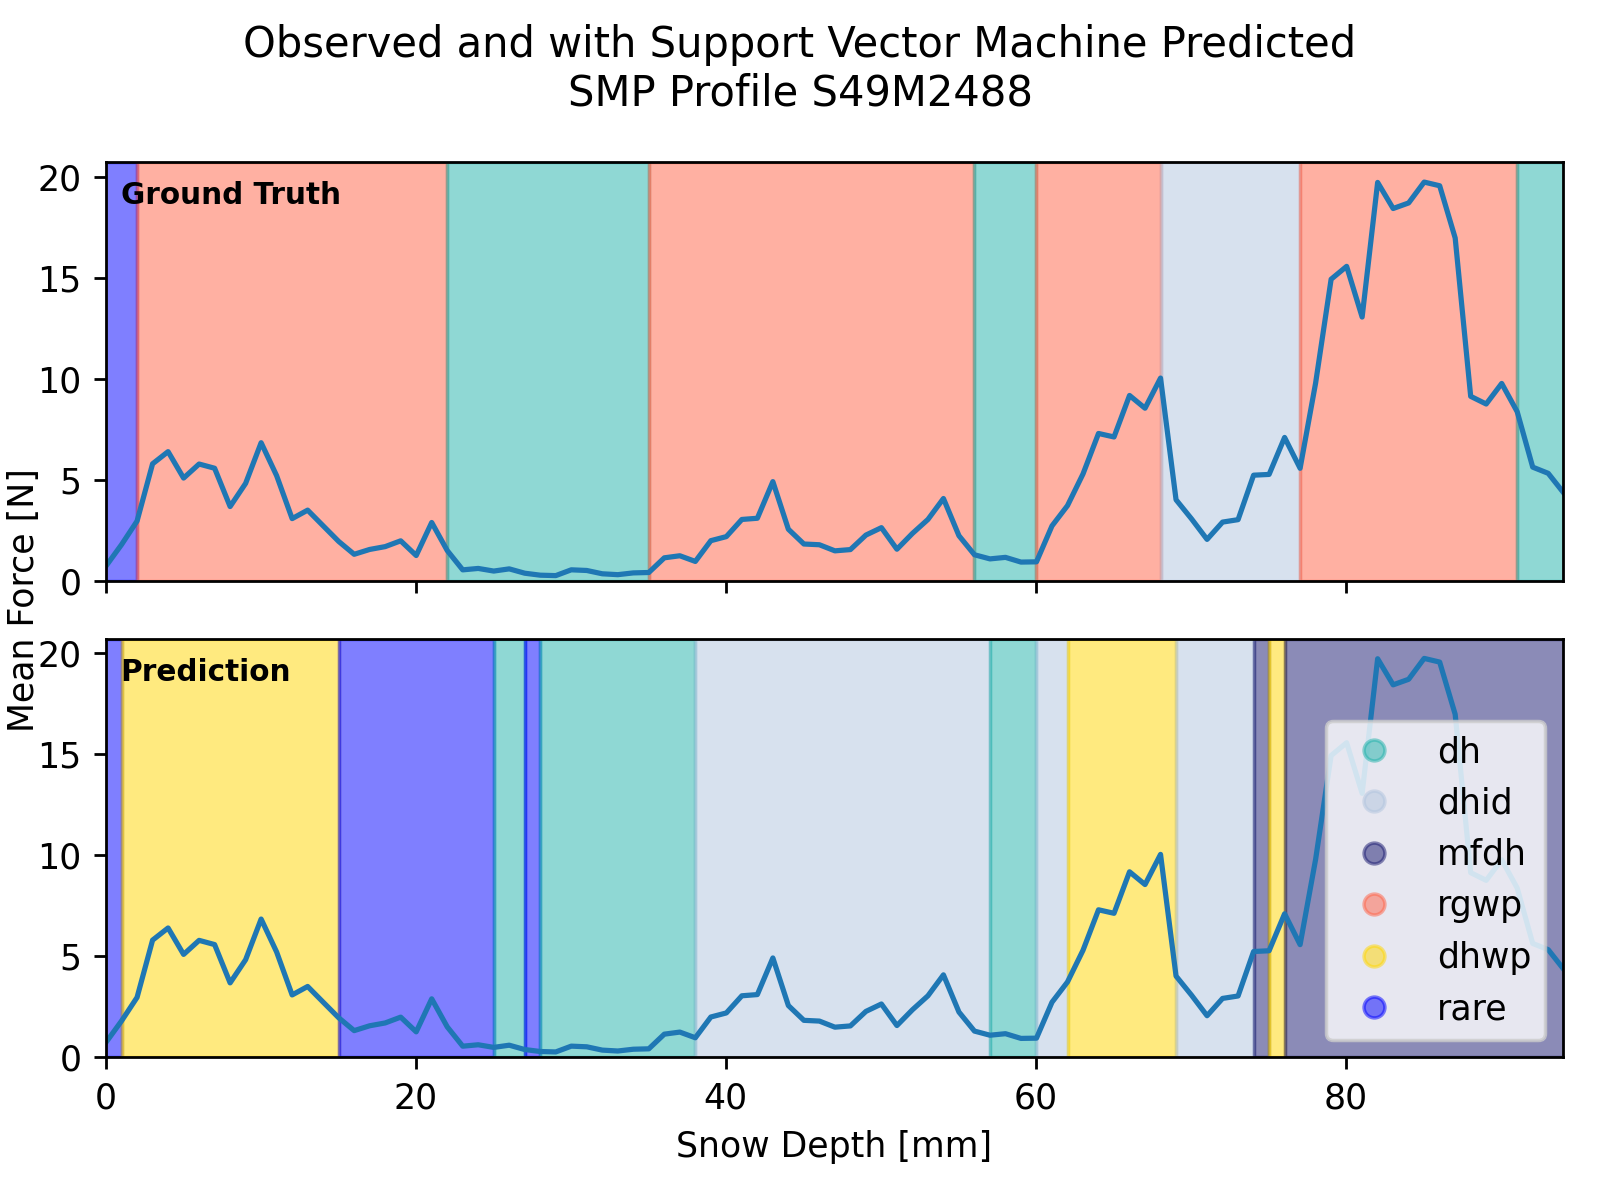 Observed and with Support Vector Machine Predicted
SMP Profile S49M2488
Mean Force [N]
20
15
10
5
0
Ground Truth
20
15
10
5
0
Prediction
dh
dhid
mfdh
rgwp
dhwp
rare
0 20 40 60 80
Snow Depth [mm]